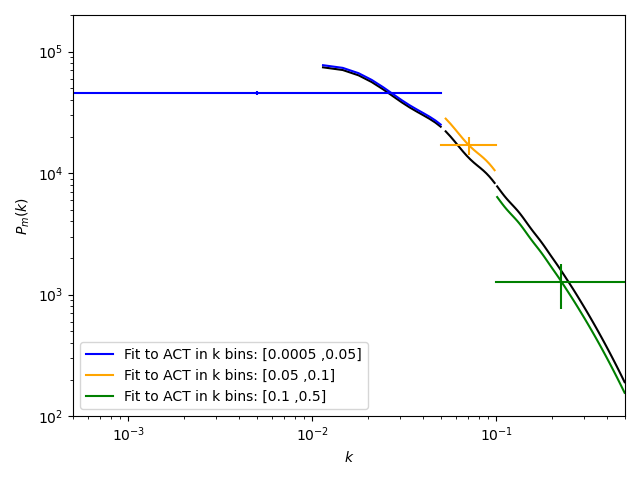 10^5
10^4
10^3
10^2
P_m(k)
Fit to ACT in k bins: [0.0005 ,0.05]
Fit to ACT in k bins: [0.05 ,0.1]
Fit to ACT in k bins: [0.1 ,0.5]
10^-3
10^-2
10^-1
k